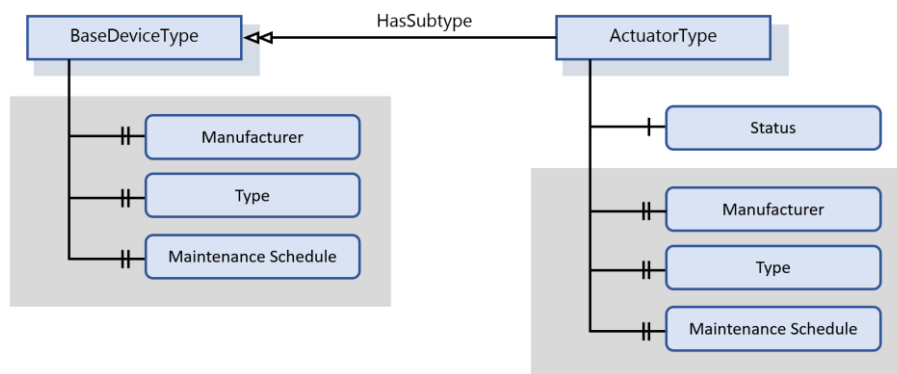 HasSubtype
BaseDeviceType
ActuatorType
Manufacturer
Type
Maintenance Schedule
Status
Manufacturer
Type
Maintenance Schedule